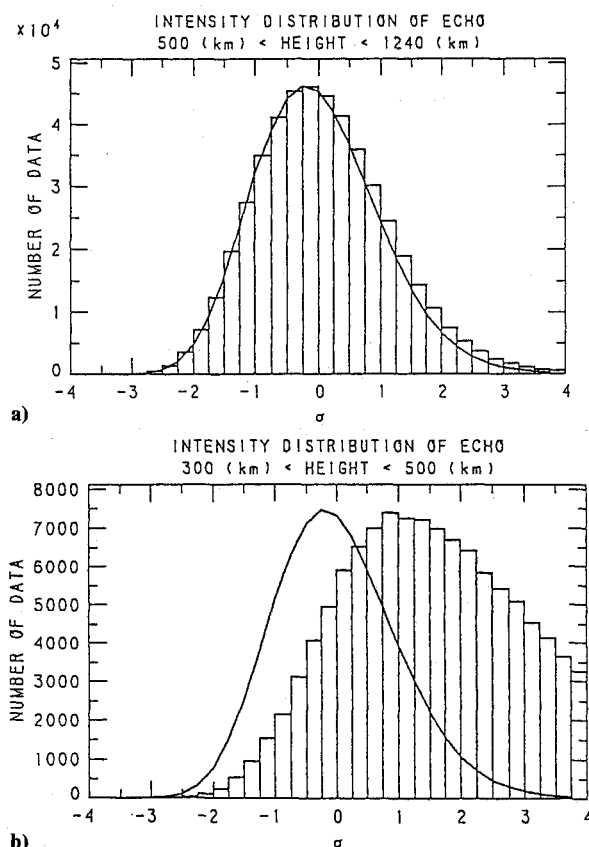 INTENSITY DISTRIBUTION OF ECHO
×10⁴
500 (km) < HEIGHT < 1240 (km)
5
4
3
2
1
0
NUMBER OF DATA
-4 -3 -2 -1 0 1 2 3 4
σ
a)
INTENSITY DISTRIBUTION OF ECHO
300 (km) < HEIGHT < 500 (km)
8000
7000
6000
5000
4000
3000
2000
1000
0
NUMBER OF DATA
-4 -3 -2 -1 0 1 2 3 4
σ
b)